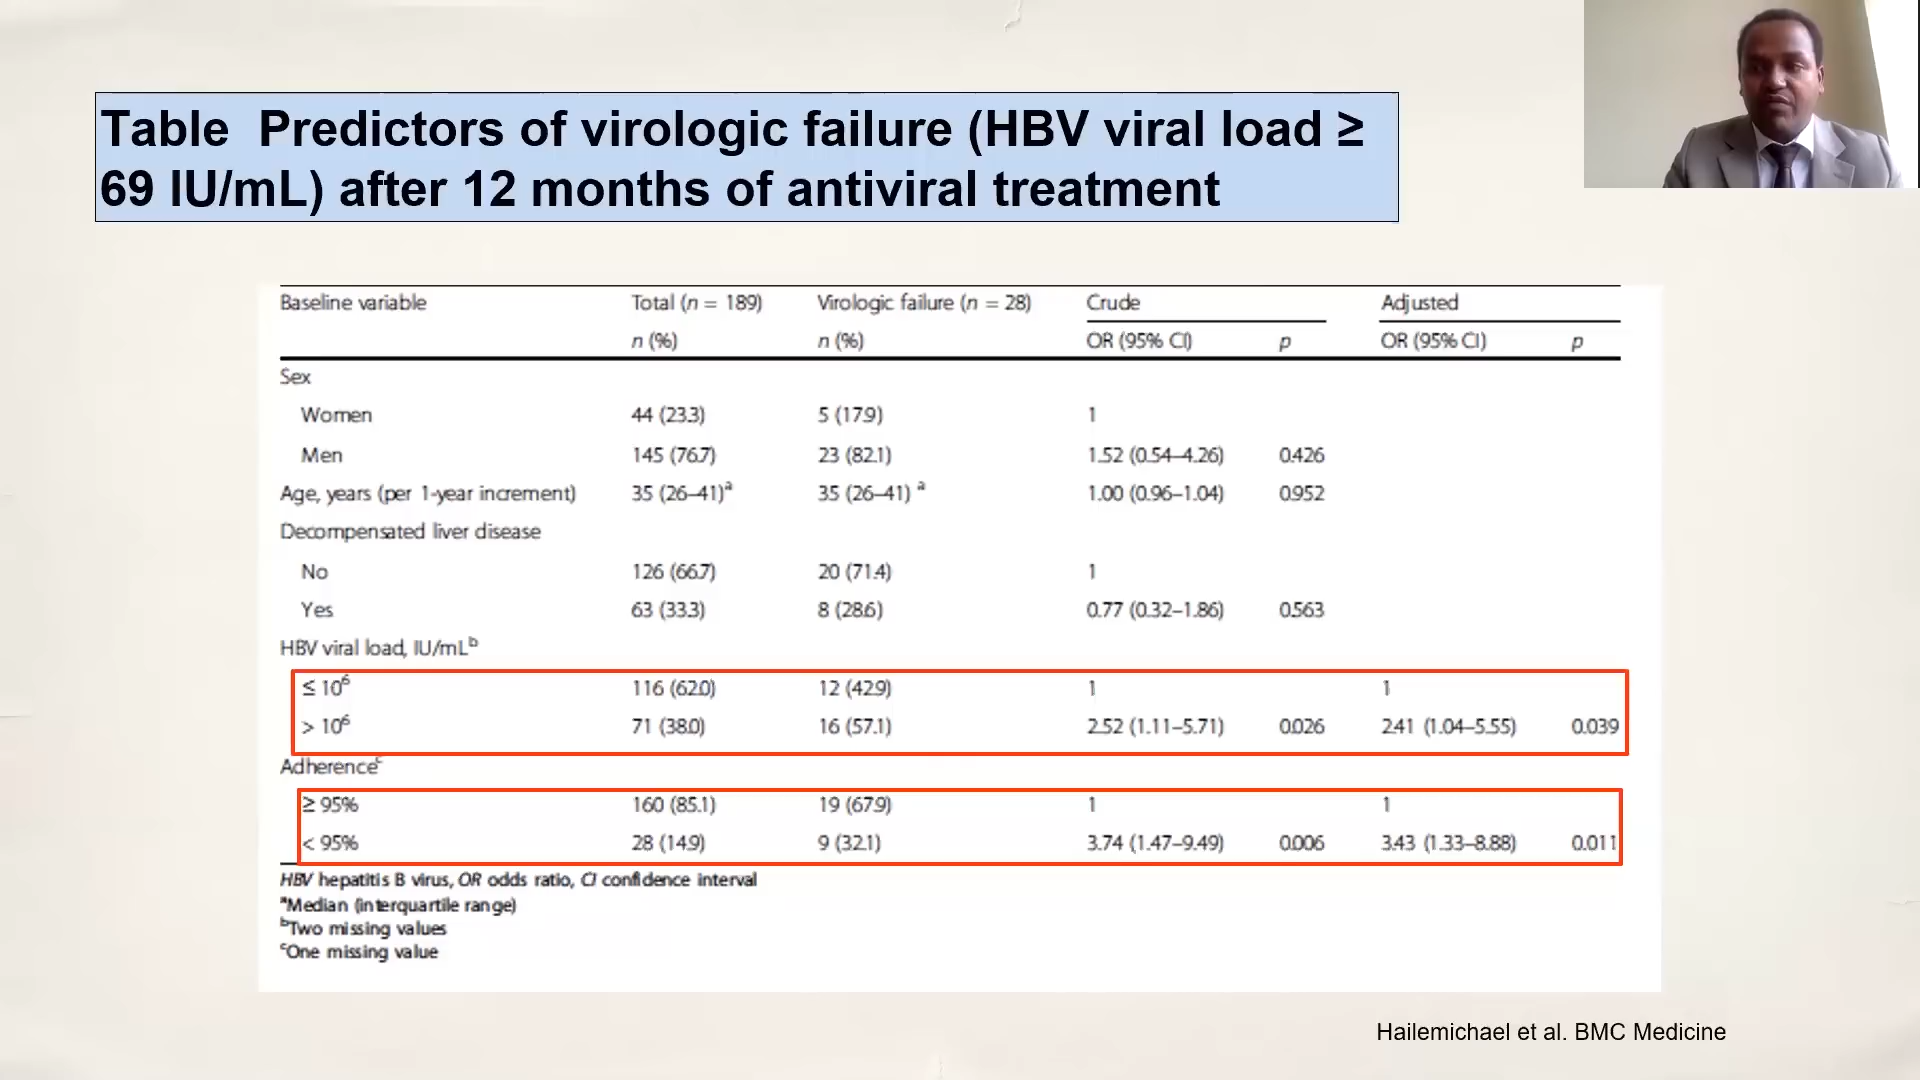 Table  Predictors of virologic failure (HBV viral load ≥
69 IU/mL) after 12 months of antiviral treatment
Baseline variable Total (n = 189) Virologic failure (n = 28) Crude Adjusted
n (%) n (%) OR (95% CI) p OR (95% CI) p
Sex
Women 44 (23.3) 5 (17.9) 1
Men 145 (76.7) 23 (82.1) 1.52 (0.54–4.26) 0.426
Age, years (per 1-year increment) 35 (26–41)a 35 (26–41) a 1.00 (0.96–1.04) 0.952
Decompensated liver disease
No 126 (66.7) 20 (71.4) 1
Yes 63 (33.3) 8 (28.6) 0.77 (0.32–1.86) 0.563
HBV viral load, IU/mLb
≤ 10⁶ 116 (62.0) 12 (42.9) 1 1
> 10⁶ 71 (38.0) 16 (57.1) 2.52 (1.11–5.71) 0.026 2.41 (1.04–5.55) 0.039
Adherencec
≥ 95% 160 (85.1) 19 (67.9) 1 1
< 95% 28 (14.9) 9 (32.1) 3.74 (1.47–9.49) 0.006 3.43 (1.33–8.88) 0.011
HBV hepatitis B virus, OR odds ratio, CI confidence interval
aMedian (interquartile range)
bTwo missing values
cOne missing value
Hailemichael et al. BMC Medicine